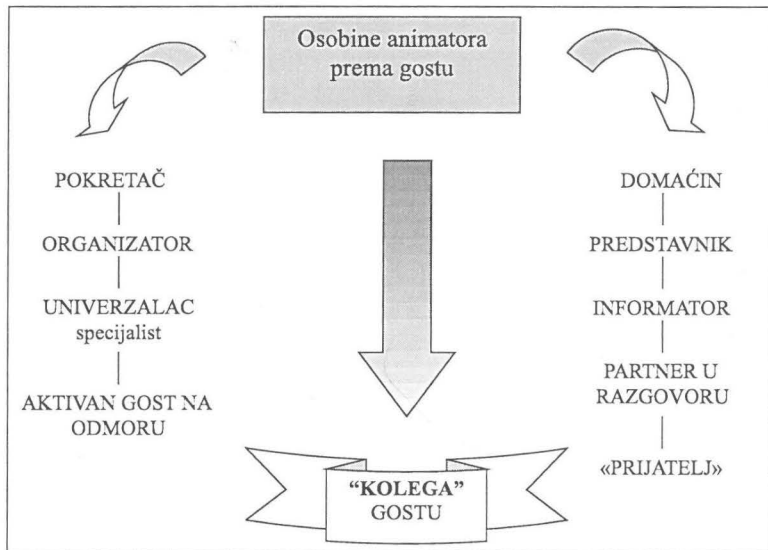 Osobine animatora
prema gostu
POKRETAČ
ORGANIZATOR
UNIVERZALAC
specijalist
AKTIVAN GOST NA
ODMORU
DOMAĆIN
PREDSTAVNIK
INFORMATOR
PARTNER U
RAZGOVORU
«PRIJATELJ»
“KOLEGA”
GOSTU